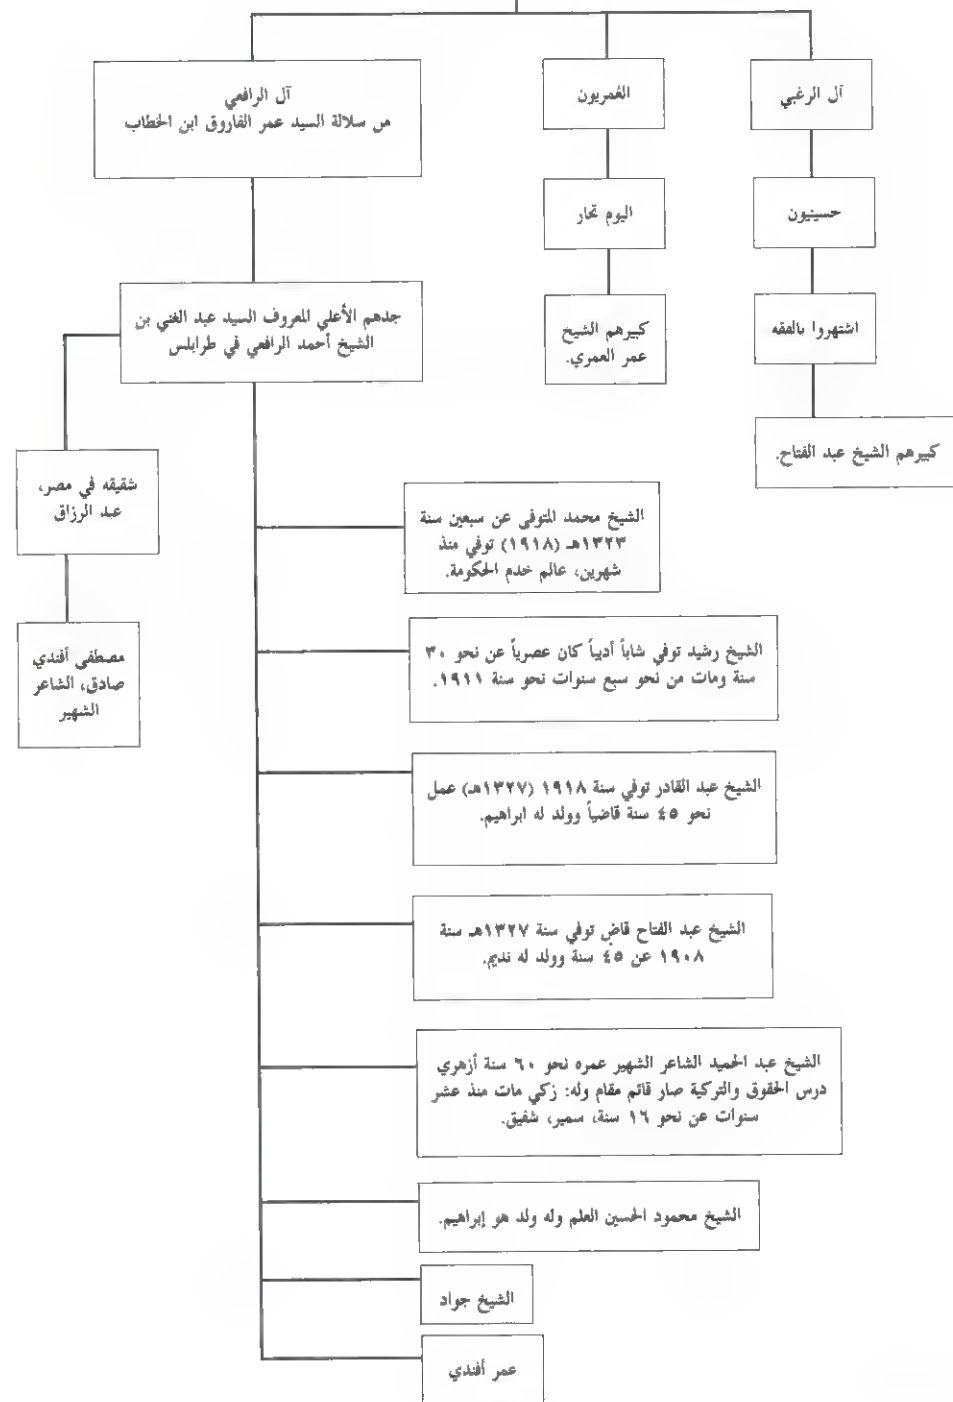 آل الرغبي
حسينيون
اشتهروا بالفقه
كبيرهم الشيخ عبد الفتاح.
العمريون
اليوم تحار
كبيرهم الشيخ
عمر العمري.
آل الرافعي
من سلالة السيد عمر الفاروق ابن الخطاب
جدهم الأعلي المعروف السيد عبد الغني بن
الشيخ أحمد الرافعي في طرابلس
شقيقه في مصر،
عبد الرزاق
مصطفى أفندي
صادق، الشاعر
الشهير
الشيخ محمد المتوفى عن سبعين سنة
١٣٢٣هـ (١٩١٨) توفي منذ
شهرين، عالم خدم الحكومة.
الشيخ رشيد توفي شاباً أديباً كان عصرياً عن نحو ٣٠
سنة ومات من نحو سبع سنوات نحو سنة ١٩١١.
الشيخ عبد القادر توفي سنة ١٩١٨ (١٣٢٧هـ) عمل
نحو ٤٥ سنة قاضياً وولد له ابراهيم.
الشيخ عبد الفتاح قاضٍ توفي سنة ١٣٢٧هـ سنة
١٩٠٨ عن ٤٥ سنة وولد له نديم.
الشيخ عبد الحميد الشاعر الشهير عمره نحو ٦٠ سنة أزهري
درس الحقوق والتركية صار قائم مقام وله: زكي مات منذ عشر
سنوات عن نحو ١٦ سنة، سمير، شفيق.
الشيخ محمود الحسين العلم وله ولد هو إبراهيم.
الشيخ جواد
عمر أفندي